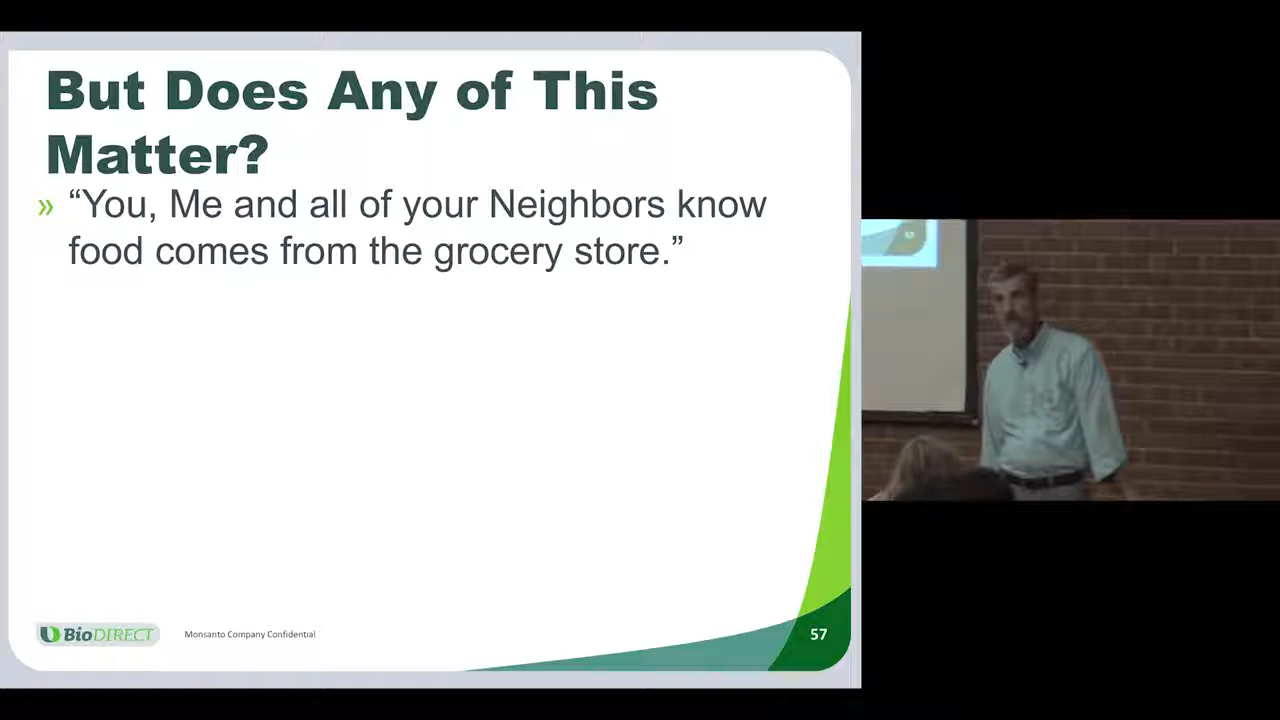 But Does Any of This
Matter?
» “You, Me and all of your Neighbors know
food comes from the grocery store.”
BioDIRECT
Monsanto Company Confidential
57